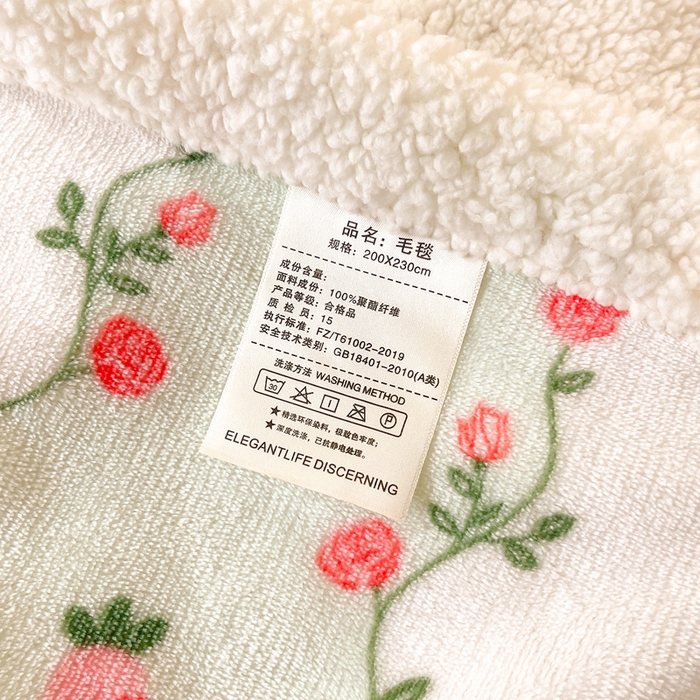 品名: 毛毯
规格: 200X230cm
成份含量:
面料成份: 100%聚酯纤维
产品等级: 合格品
质 检 员: 15
执行标准: FZ/T61002-2019
安全技术类别: GB18401-2010(A类)
洗涤方法 WASHING METHOD
30 P
★精选环保染料，极致色牢度;
★深度洗涤，已抗静电处理。
ELEGANTLIFE DISCERNING